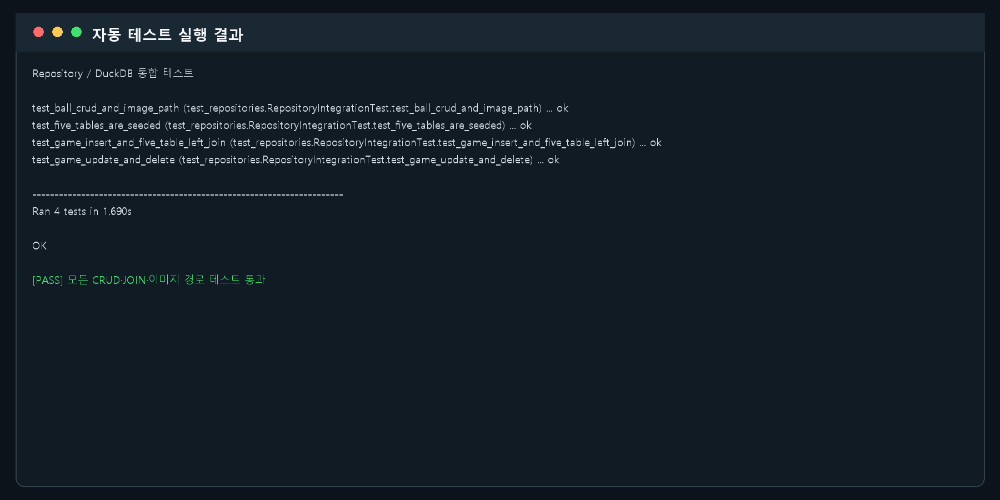 자동 테스트 실행 결과
Repository / DuckDB 통합 테스트
test_ball_crud_and_image_path (test_repositories.RepositoryIntegrationTest.test_ball_crud_and_image_path) ... ok
test_five_tables_are_seeded (test_repositories.RepositoryIntegrationTest.test_five_tables_are_seeded) ... ok
test_game_insert_and_five_table_left_join (test_repositories.RepositoryIntegrationTest.test_game_insert_and_five_table_left_join) ... ok
test_game_update_and_delete (test_repositories.RepositoryIntegrationTest.test_game_update_and_delete) ... ok
----------------------------------------------------------------------
Ran 4 tests in 1.690s
OK
[PASS] 모든 CRUD·JOIN·이미지 경로 테스트 통과